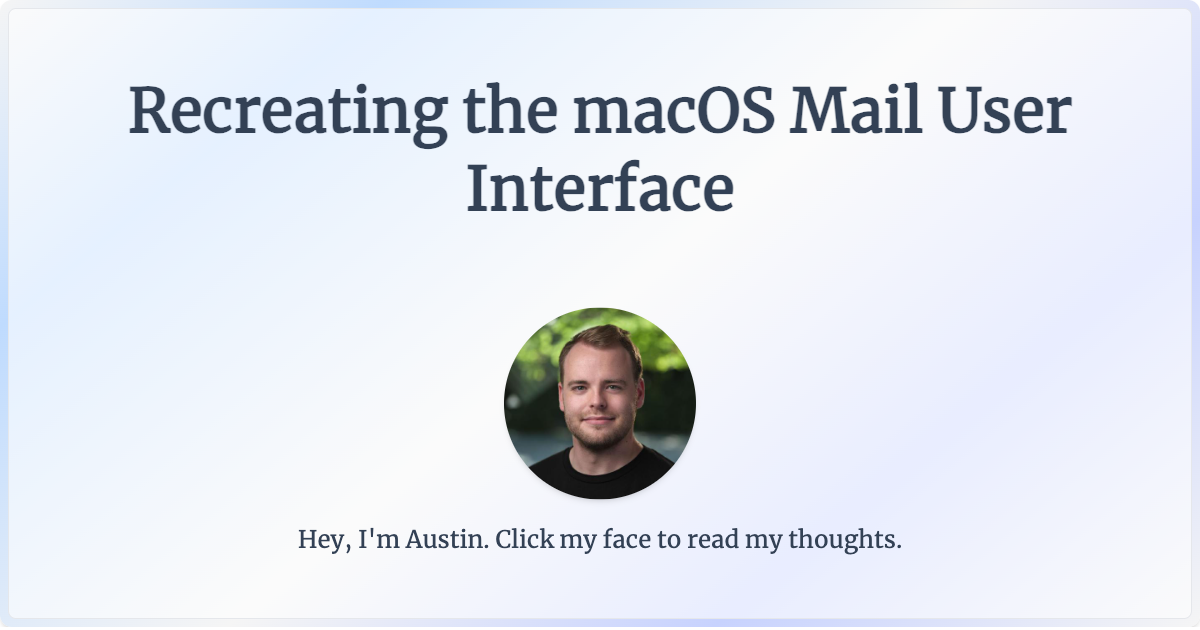 Recreating the macOS Mail User
Interface
Hey, I'm Austin. Click my face to read my thoughts.